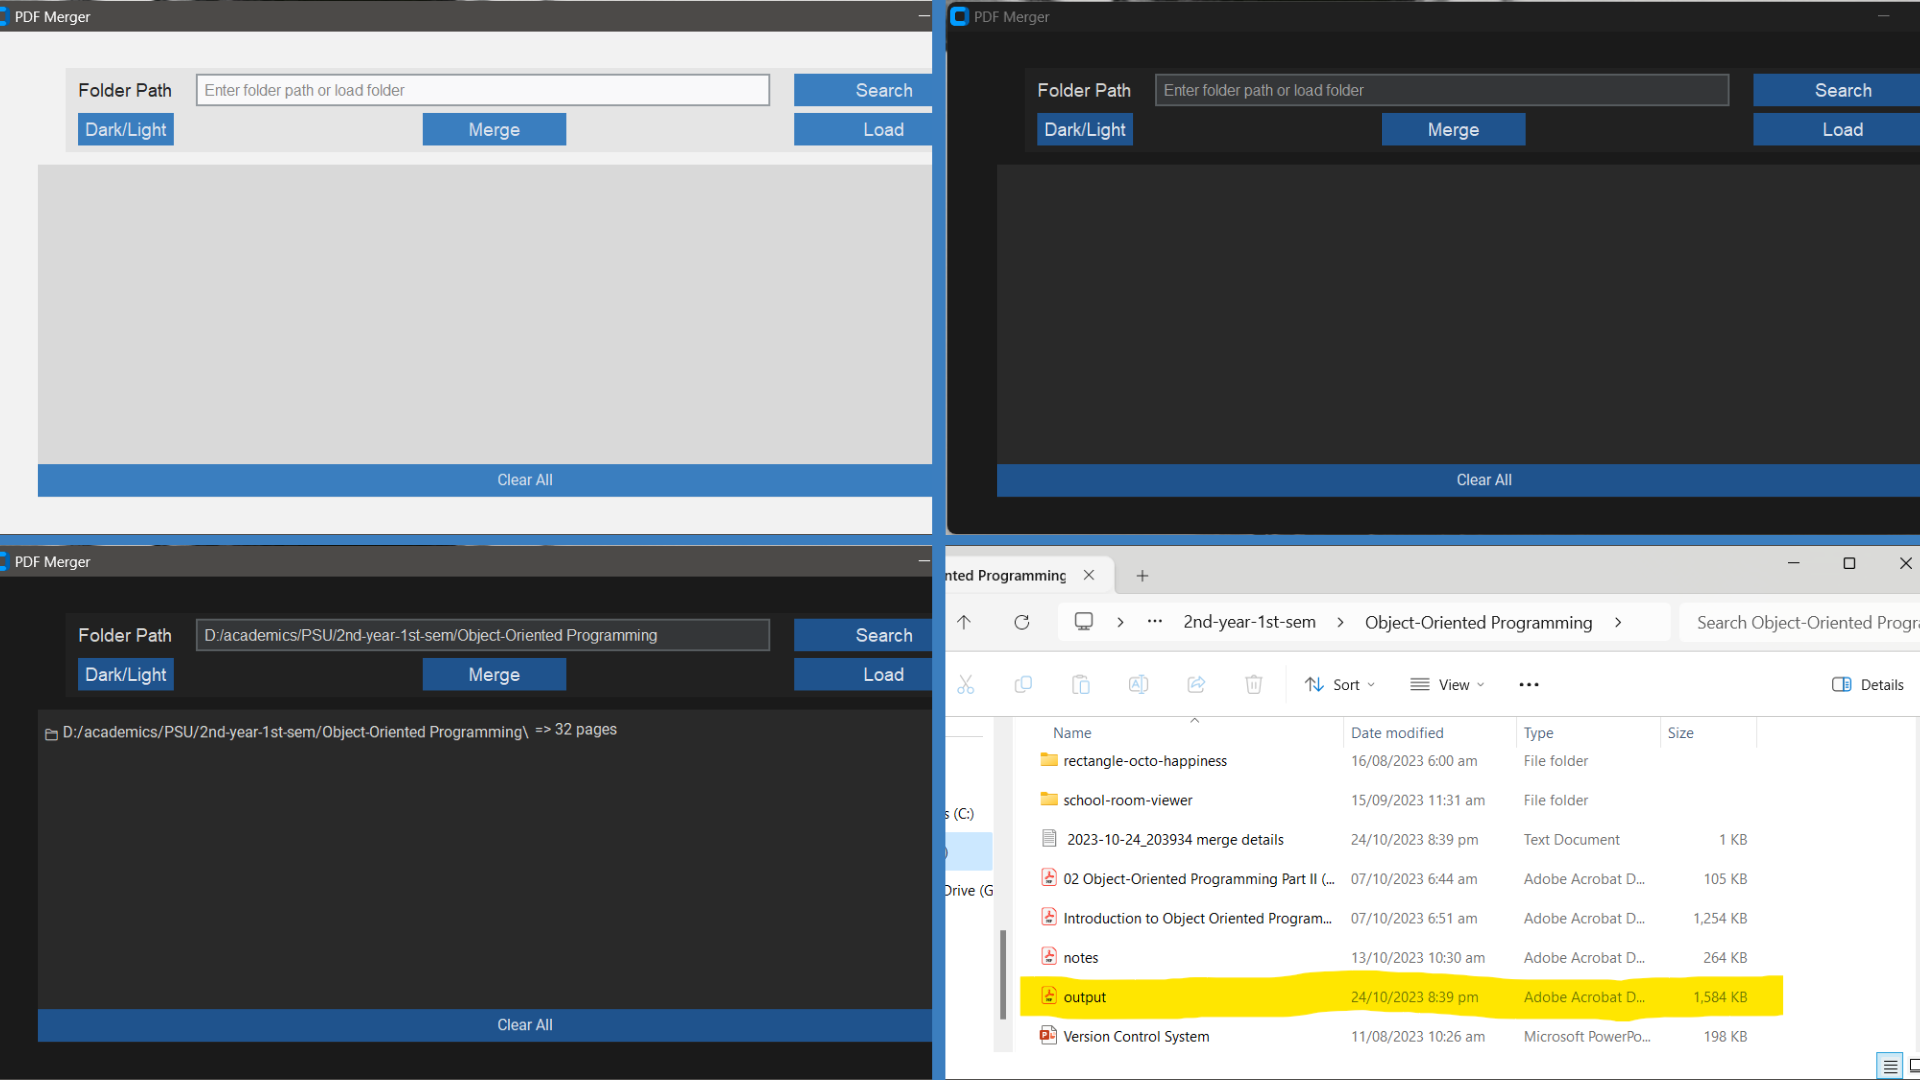 PDF Merger
Folder Path Enter folder path or load folder Search
Dark/Light Merge Load
Clear All
PDF Merger
Folder Path Enter folder path or load folder Search
Dark/Light Merge Load
Clear All
PDF Merger
Folder Path D:/academics/PSU/2nd-year-1st-sem/Object-Oriented Programming Search
Dark/Light Merge Load
D:/academics/PSU/2nd-year-1st-sem/Object-Oriented Programming\ => 32 pages
Clear All
nted Programming
2nd-year-1st-sem > Object-Oriented Programming > Search Object-Oriented Progra
Sort View Details
Name Date modified Type Size
rectangle-octo-happiness 16/08/2023 6:00 am File folder
school-room-viewer 15/09/2023 11:31 am File folder
s (C:)
2023-10-24_203934 merge details 24/10/2023 8:39 pm Text Document 1 KB
)
02 Object-Oriented Programming Part II (... 07/10/2023 6:44 am Adobe Acrobat D... 105 KB
Drive (G
Introduction to Object Oriented Program... 07/10/2023 6:51 am Adobe Acrobat D... 1,254 KB
notes 13/10/2023 10:30 am Adobe Acrobat D... 264 KB
output 24/10/2023 8:39 pm Adobe Acrobat D... 1,584 KB
Version Control System 11/08/2023 10:26 am Microsoft PowerPo... 198 KB